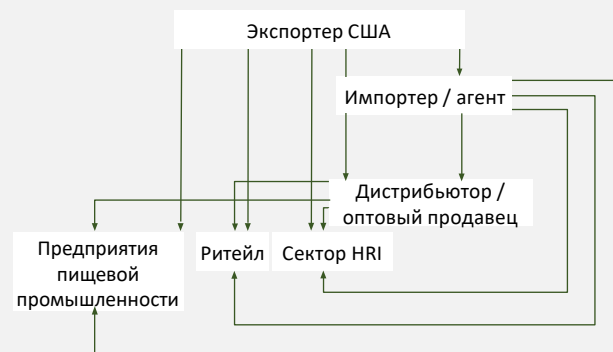 Экспортер США
Импортер / агент
Дистрибьютор /
оптовый продавец
Предприятия
пищевой
промышленности
Ритейл
Сектор HRI